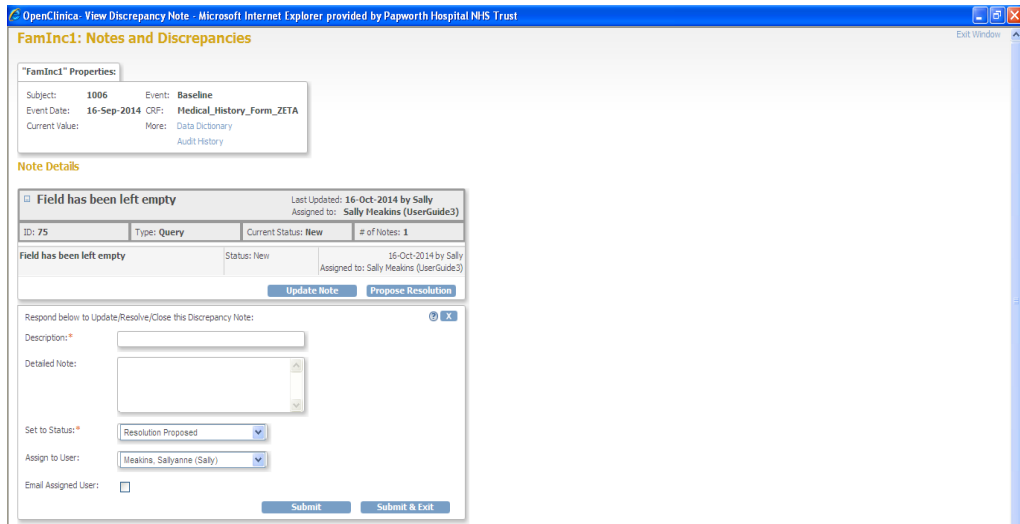 OpenClinica- View Discrepancy Note - Microsoft Internet Explorer provided by Papworth Hospital NHS Trust
FamInc1: Notes and Discrepancies
Exit Window
"FamInc1" Properties:
Subject: 1006 Event: Baseline
Event Date: 16-Sep-2014 CRF: Medical_History_Form_ZETA
Current Value: More: Data Dictionary
Audit History
Note Details
Field has been left empty Last Updated: 16-Oct-2014 by Sally
Assigned to: Sally Meakins (UserGuide3)
ID: 75 Type: Query Current Status: New # of Notes: 1
Field has been left empty Status: New 16-Oct-2014 by Sally
Assigned to: Sally Meakins (UserGuide3)
Update Note Propose Resolution
Respond below to Update/Resolve/Close this Discrepancy Note: ? X
Description:*
Detailed Note:
Set to Status:* Resolution Proposed
Assign to User: Meakins, Sallyanne (Sally)
Email Assigned User:
Submit Submit & Exit